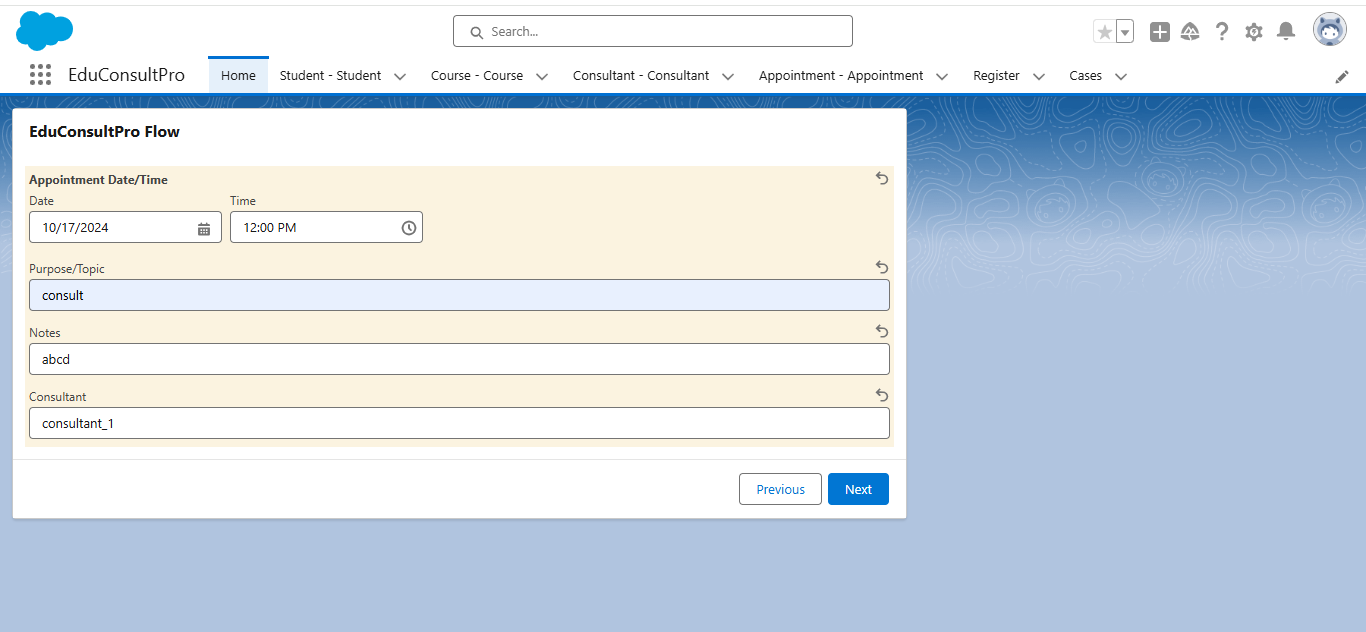 Search...
EduConsultPro Home Student - Student Course - Course Consultant - Consultant Appointment - Appointment Register Cases
EduConsultPro Flow
Appointment Date/Time
Date Time
10/17/2024 12:00 PM
Purpose/Topic
consult
Notes
abcd
Consultant
consultant_1
Previous Next